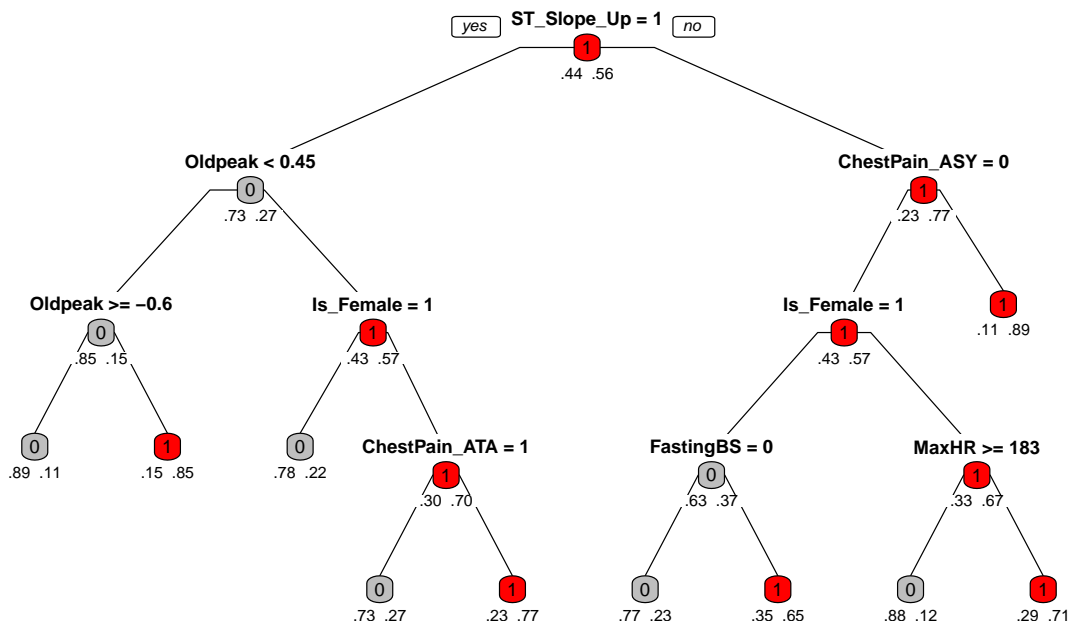 ST_Slope_Up = 1
yes no
1
.44 .56
Oldpeak < 0.45 ChestPain_ASY = 0
0 1
.73 .27 .23 .77
Oldpeak >= −0.6 Is_Female = 1 Is_Female = 1 1
0 1 1 .11 .89
.85 .15 .43 .57 .43 .57
0 1 0 ChestPain_ATA = 1 FastingBS = 0 MaxHR >= 183
.89 .11 .15 .85 .78 .22 1 0 1
.30 .70 .63 .37 .33 .67
0 1 0 1 0 1
.73 .27 .23 .77 .77 .23 .35 .65 .88 .12 .29 .71